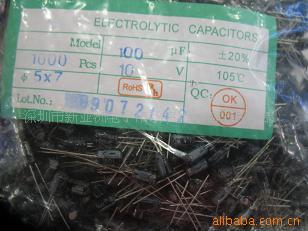 ELECTROLYTIC CAPACITORS
Model 100 μF ±20%
1000 Pcs 10 V 105℃
φ 5x7 RoHS QC: OK
Lot.No.: 001
Alibaba.com.cn